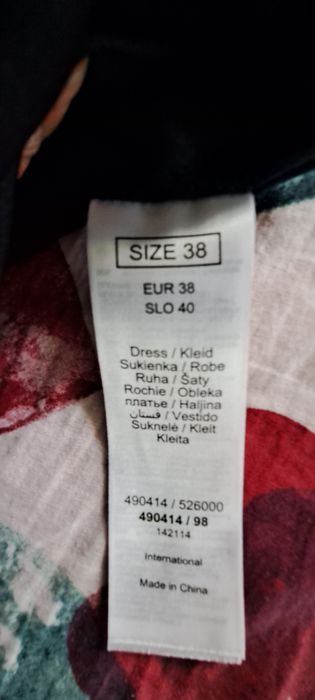 SIZE 38
EUR 38
SLO 40
Dress / Kleid
Sukienka / Robe
Ruha / Šaty
Rochie / Obleka
платье / Haljina
فستان / Vestido
Suknelė / Kleit
Kleita
490414 / 526000
490414 / 98
142114
International
Made in China